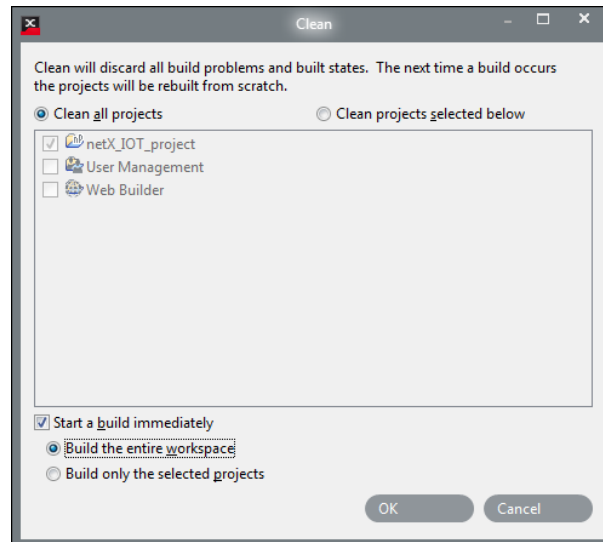 Clean
Clean will discard all build problems and built states. The next time a build occurs
the projects will be rebuilt from scratch.
Clean all projects
Clean projects selected below
netX_IOT_project
User Management
Web Builder
Start a build immediately
Build the entire workspace
Build only the selected projects
OK
Cancel